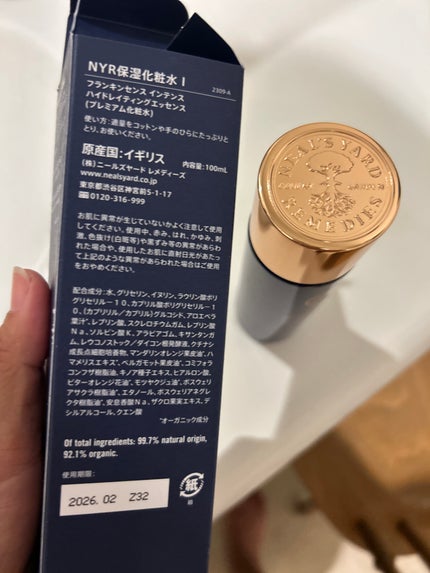 NYR保湿化粧水 I
2309-A
フランキンセンス インテンス
ハイドレイティングエッセンス
(プレミアム化粧水)
使い方:適量をコットンや手のひらにたっぷりと
とり、お使いください。
原産国:イギリス
内容量:100mL
(株)ニールズヤード レメディーズ
www.nealsyard.co.jp
東京都渋谷区神宮前5-1-17
0120-316-999
お肌に異常が生じていないかよく注意して使用
してください。使用中、赤み、はれ、かゆみ、刺
激、色抜け(白斑等)や黒ずみ等の異常があらわ
れた場合や、使用したお肌に直射日光があたっ
て上記のような異常があらわれた場合はご使用
をおやめください。
配合成分:水、グリセリン、イヌリン、ラウリン酸ポリ
グリセリル-10、カプリル酸ポリグリセリル-1
0、(カプリリル/カプリル)グルコシド、アロエベラ
葉汁*、レブリン酸、スクレロチウムガム、レブリン酸
Na、ソルビン酸K、アラビアゴム、キサンタンガ
ム、レウコノストック/ダイコン根発酵液、クチナシ
成長点細胞培養物、マンダリンオレンジ果皮油*、ハ
マメリスエキス*、ベルガモット果皮油*、コミフォラ
コンフザ樹脂油、キノア種子エキス、ヒアルロン酸、
ビターオレンジ花油*、モツヤクジュ油*、ボスウェリ
アサクラ樹脂油*、エタノール、ボスウェリアネグレ
クタ樹脂油*、安息香酸Na、ザクロ果実エキス、デ
シルアルコール、クエン酸
*オーガニック成分
Of total ingredients: 99.7% natural origin,
92.1% organic.
使用期限:
2026.02 Z32
紙
箱
NEAL'S YARD
REMEDIES